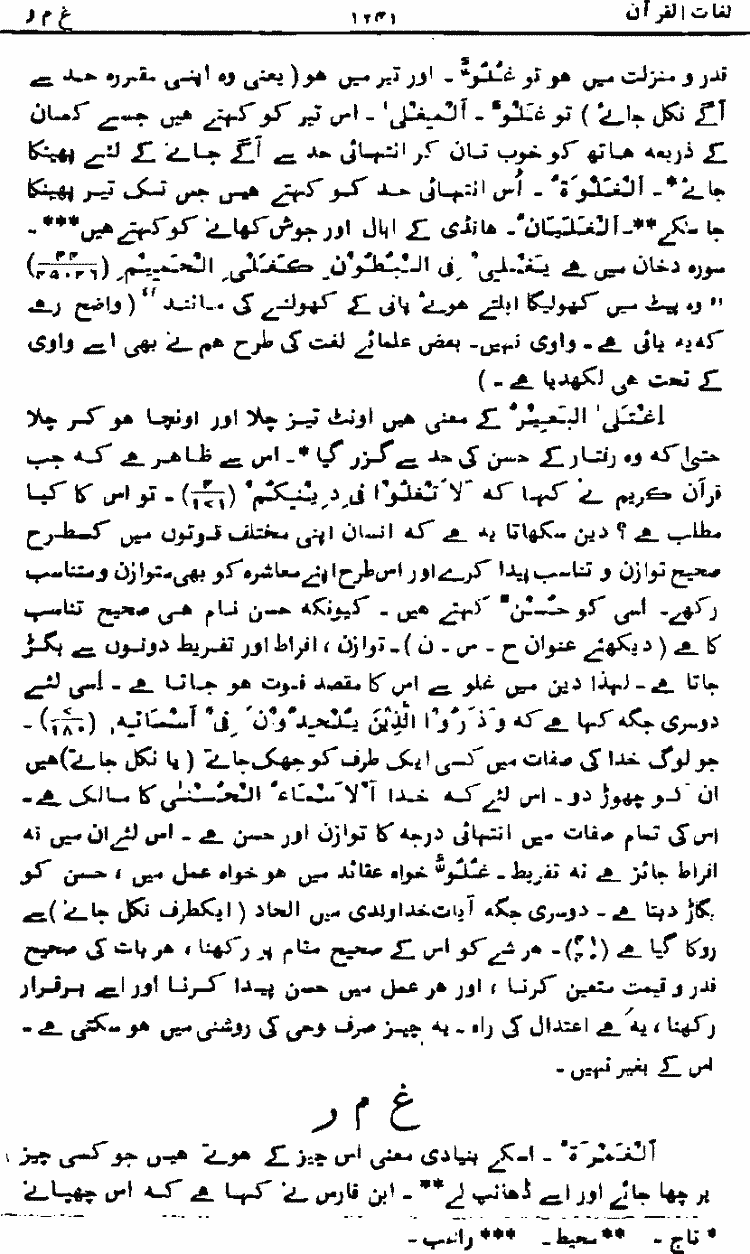 لغات القرآن ۱۲۴۱ غ م ر
قدر و منزلت میں ہو تو غُلُوٌّ ۔ اور تیر میں ہو ( یعنی وہ اپنی مقررہ حد سے
آگے نکل جائے ) تو غَلْوٌ ۔ اَلْمِغْلٰی ۔ اس تیر کو کہتے ہیں جسے کمان
کے ذریعہ ہاتھ کو خوب تان کر انتہائی حد سے آگے جانے کے لئے پھینکا
جائے* ۔ اَلْغَلْوَۃُ ۔ اُس انتہائی حد کو کہتے ہیں جس تک تیر پھینکا
جا سکے** ۔ اَلْغَلَیَانُ ۔ ہانڈی کے ابال اور جوش کھانے کو کہتے ہیں*** ۔
سورہ دخان میں ہے یَغْلِیْ فِی الْبُطُوْنِ کَغَلْیِ الْحَمِیْمِ (۴۴/۴۵،۴۶)
'' وہ پیٹ میں کھولیگا ابلتے ہوئے پانی کے کھولنے کی مانند '' ( واضح رہے
کہ یہ یائی ہے ۔ واوی نہیں ۔ بعض علمائے لغت کی طرح ہم نے بھی اسے واوی
کے تحت ہی لکھدیا ہے ۔ )
اِغْتَلَی الْبَعِیْرُ کے معنی ہیں اونٹ تیز چلا اور اونچا ہو کر چلا
حتیٰ کہ وہ رفتار کے حسن کی حد سے گزر گیا * ۔ اس سے ظاہر ہے کہ جب
قرآن کریم نے کہا کہ لَا تَغْلُوْا فِیْ دِیْنِکُمْ (۴/۱۷۱) ۔ تو اس کا کیا
مطلب ہے ؟ دین سکھاتا یہ ہے کہ انسان اپنی مختلف قوتوں میں کسطرح
صحیح توازن و تناسب پیدا کرے اور اس طرح اپنے معاشرہ کو بھی متوازن و متناسب
رکھے ۔ اسی کو حُسْنٌ کہتے ہیں ۔ کیونکہ حسن نام ہی صحیح تناسب
کا ہے ( دیکھئے عنوان ح ۔ س ۔ ن ) ۔ توازن ، افراط اور تفریط دونوں سے بگڑ
جاتا ہے ۔ لہذا دین میں غلو سے اس کا مقصد فوت ہو جاتا ہے ۔ اسی لئے
دوسری جگہ کہا ہے کہ وَ ذَرُوا الَّذِیْنَ یُلْحِدُوْنَ فِیْ اَسْمَائِہٖ (۷/۱۸۰) ۔
جو لوگ خدا کی صفات میں کسی ایک طرف کو جھک جاتے ( یا نکل جاتے ) ہیں
ان کو چھوڑ دو ۔ اس لئے کہ خدا اَلْاَسْمَاءُ الْحُسْنٰی کا مالک ہے ۔
اس کی تمام صفات میں انتہائی درجہ کا توازن اور حسن ہے ۔ اس لئے ان میں نہ
افراط جائز ہے نہ تفریط ۔ غُلُوٌّ خواہ عقائد میں ہو خواہ عمل میں ، حسن کو
بگاڑ دیتا ہے ۔ دوسری جگہ آیات خداوندی میں الحاد ( ایکطرف نکل جانے ) سے
روکا گیا ہے (۴۱/۴۰) ۔ ہر شے کو اس کے صحیح مقام پر رکھنا ، ہر بات کی صحیح
قدر و قیمت متعین کرنا ، اور ہر عمل میں حسن پیدا کرنا اور اسے برقرار
رکھنا ، یہ ہے اعتدال کی راہ ۔ یہ چیز صرف وحی کی روشنی میں ہو سکتی ہے ۔
اس کے بغیر نہیں ۔
غ م ر
اَلْغَمْرَۃُ ۔ اسکے بنیادی معنی اس چیز کے ہوتے ہیں جو کسی چیز
پر چھا جائے اور اسے ڈھانپ لے** ۔ ابن فارس نے کہا ہے کہ اس چھپانے
* تاج ۔ ** محیط ۔ *** راغب ۔